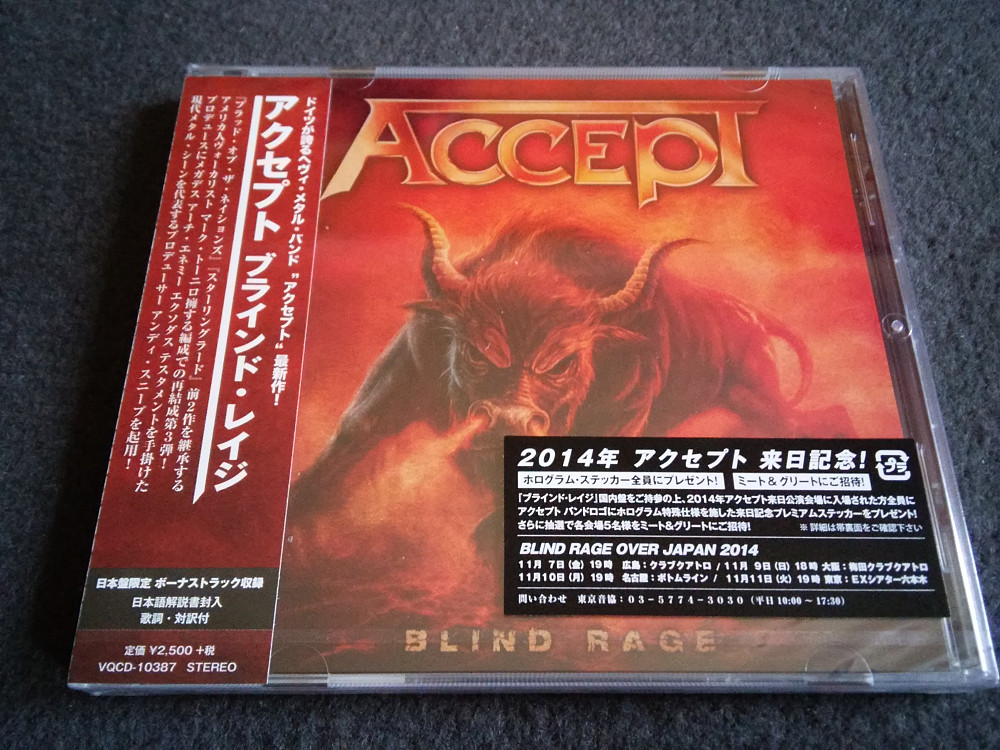 ドイツが誇るヘヴィ・メタル・バンド"アクセプト"最新作!
アクセプト ブラインド・レイジ
『ブラッド・オブ・ザ・ネイションズ』『スターリングラード』前2作を継承する
アメリカ人ヴォーカリスト マーク・トーニロ擁する編成での再結成第3弾!
プロデュースにメガデス アーチ・エネミー エクソダス テスタメントを手掛けた
現代メタル・シーンを代表するプロデューサー アンディ・スニープを起用!
日本盤限定 ボーナストラック収録
日本語解説書封入
歌詞・対訳付
定価 ¥2,500 +税
VQCD-10387 STEREO
ACCEPT
2014年 アクセプト 来日記念!
ホログラム・ステッカー全員にプレゼント! ミート&グリートにご招待!
「ブラインド・レイジ」国内盤をご持参の上、2014年アクセプト来日公演会場に入場された方全員に
アクセプト バンドロゴにホログラム特殊仕様を施した来日記念プレミアムステッカーをプレゼント!
さらに抽選で各会場5名様をミート&グリートにご招待! ※ 詳細は帯裏面をご確認下さい
BLIND RAGE OVER JAPAN 2014
11月 7日(金) 19時 広島:クラブクアトロ / 11月 9日(日) 18時 大阪:梅田クラブクアトロ
11月10日(月) 19時 名古屋:ボトムライン / 11月11日(火) 19時 東京:EXシアター六本木
問い合わせ 東京音協:03-5774-3030 (平日 10:00~17:30)
BLIND RAGE